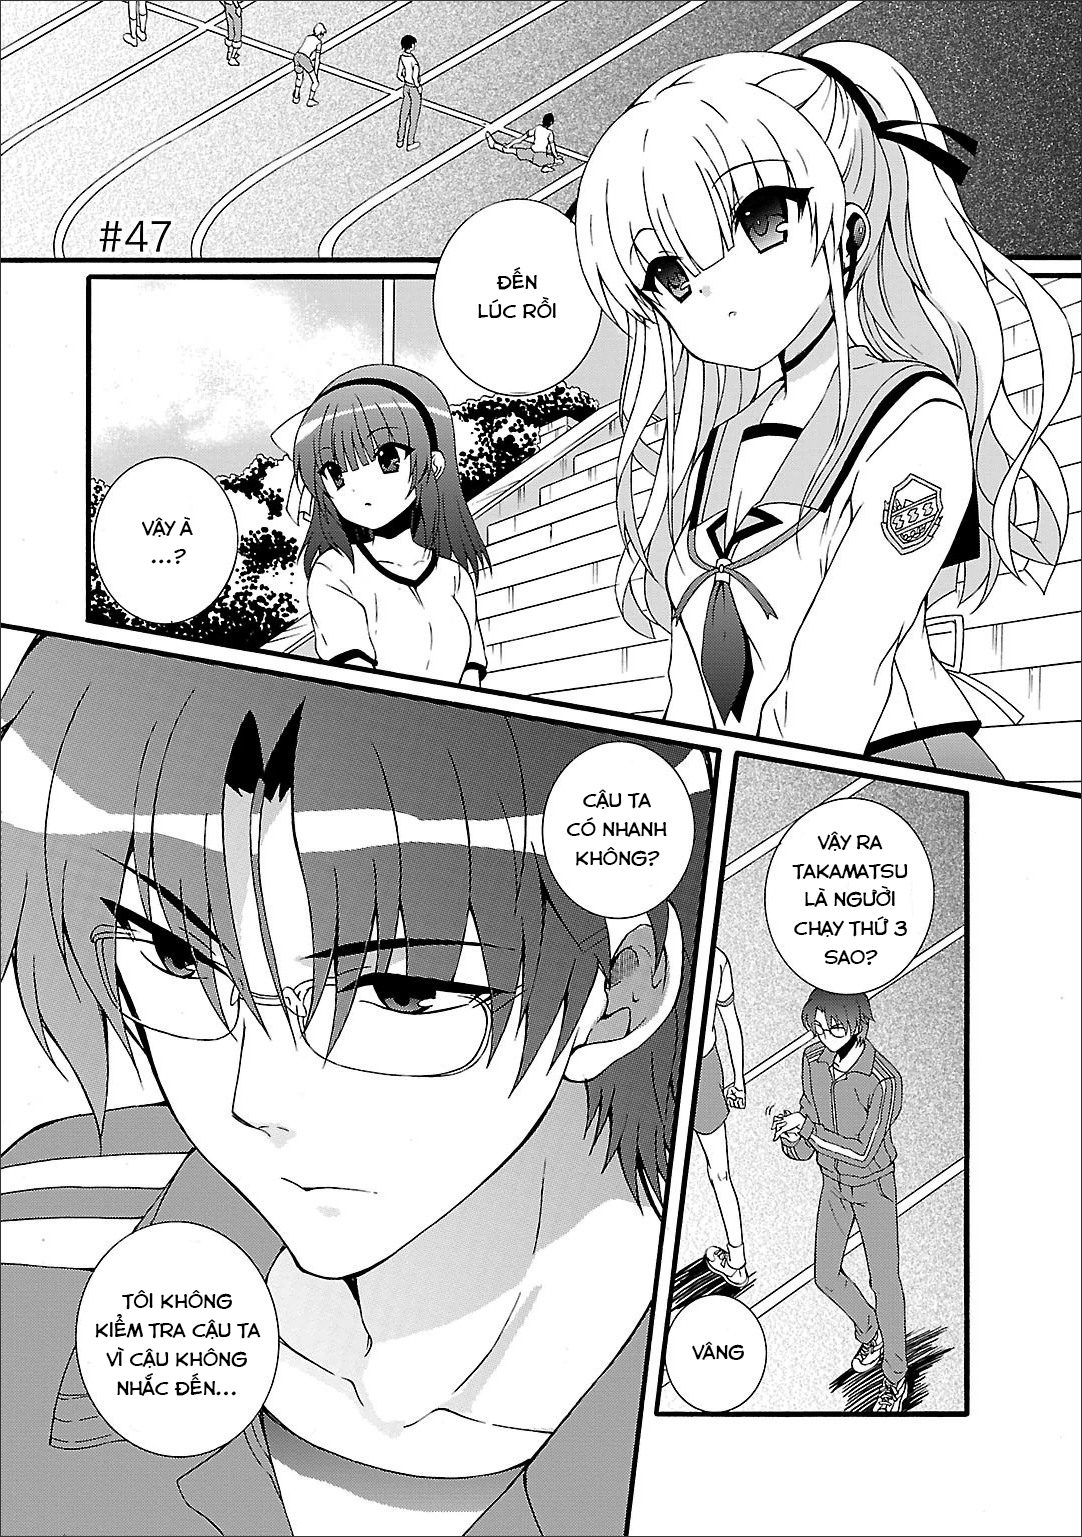 #47
ĐẾN
LÚC RỒI
VẬY À
...?
VẬY RA
TAKAMATSU
LÀ NGƯỜI
CHẠY THỨ 3
SAO?
VÂNG
CẬU TA
CÓ NHANH
KHÔNG?
TÔI KHÔNG
KIỂM TRA CẬU TA
VÌ CẬU KHÔNG
NHẮC ĐẾN...